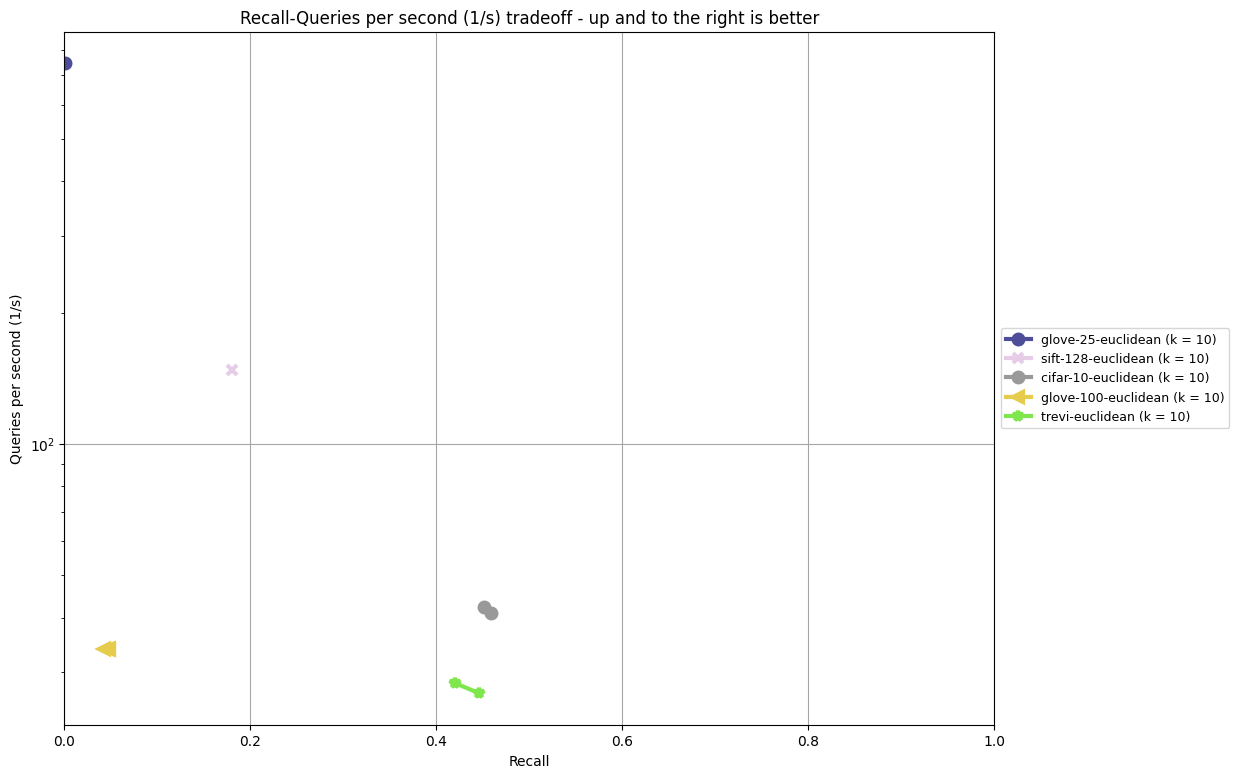 Recall-Queries per second (1/s) tradeoff - up and to the right is better
Queries per second (1/s)
10²
0.0 0.2 0.4 0.6 0.8 1.0
Recall
glove-25-euclidean (k = 10)
sift-128-euclidean (k = 10)
cifar-10-euclidean (k = 10)
glove-100-euclidean (k = 10)
trevi-euclidean (k = 10)